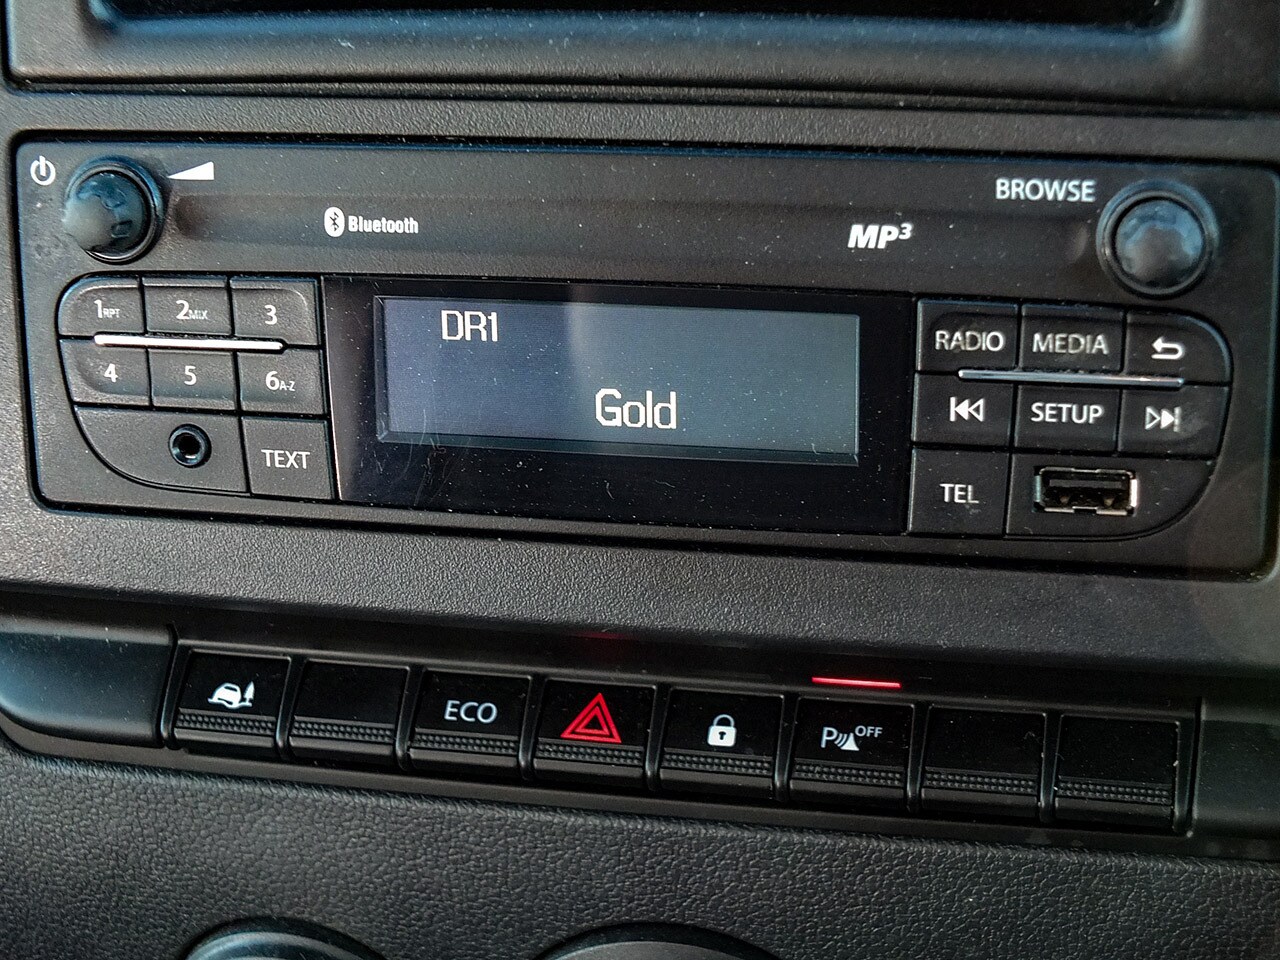 BROWSE
Bluetooth
MP3
1RPT 2MIX 3
4 5 6A-Z
TEXT
DR1
Gold
RADIO MEDIA
SETUP
TEL
ECO
P OFF